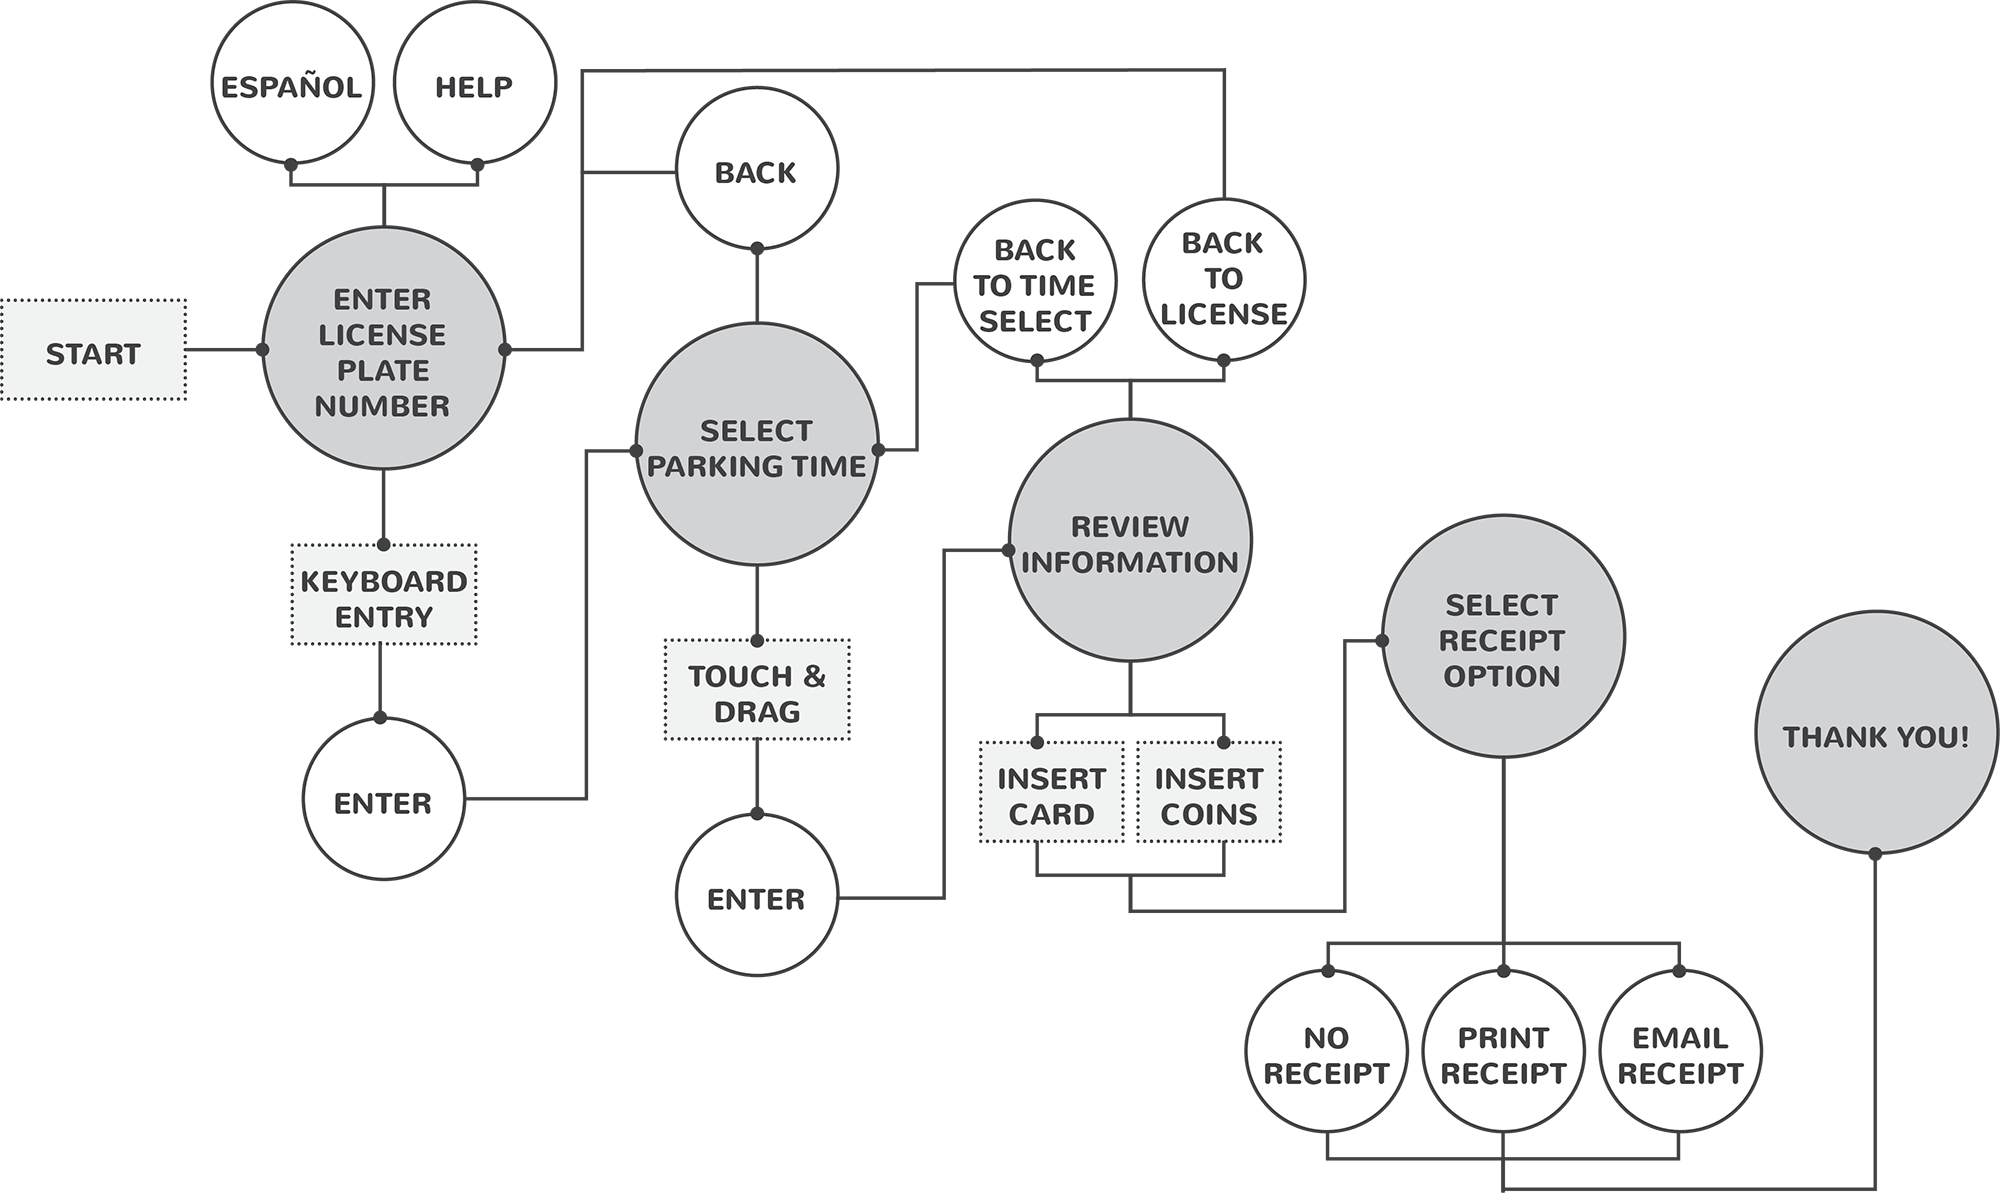 ESPAÑOL
HELP
BACK
BACK
TO TIME
SELECT
BACK
TO
LICENSE
START
ENTER
LICENSE
PLATE
NUMBER
SELECT
PARKING TIME
REVIEW
INFORMATION
SELECT
RECEIPT
OPTION
THANK YOU!
KEYBOARD
ENTRY
TOUCH &
DRAG
INSERT
CARD
INSERT
COINS
ENTER
ENTER
NO
RECEIPT
PRINT
RECEIPT
EMAIL
RECEIPT